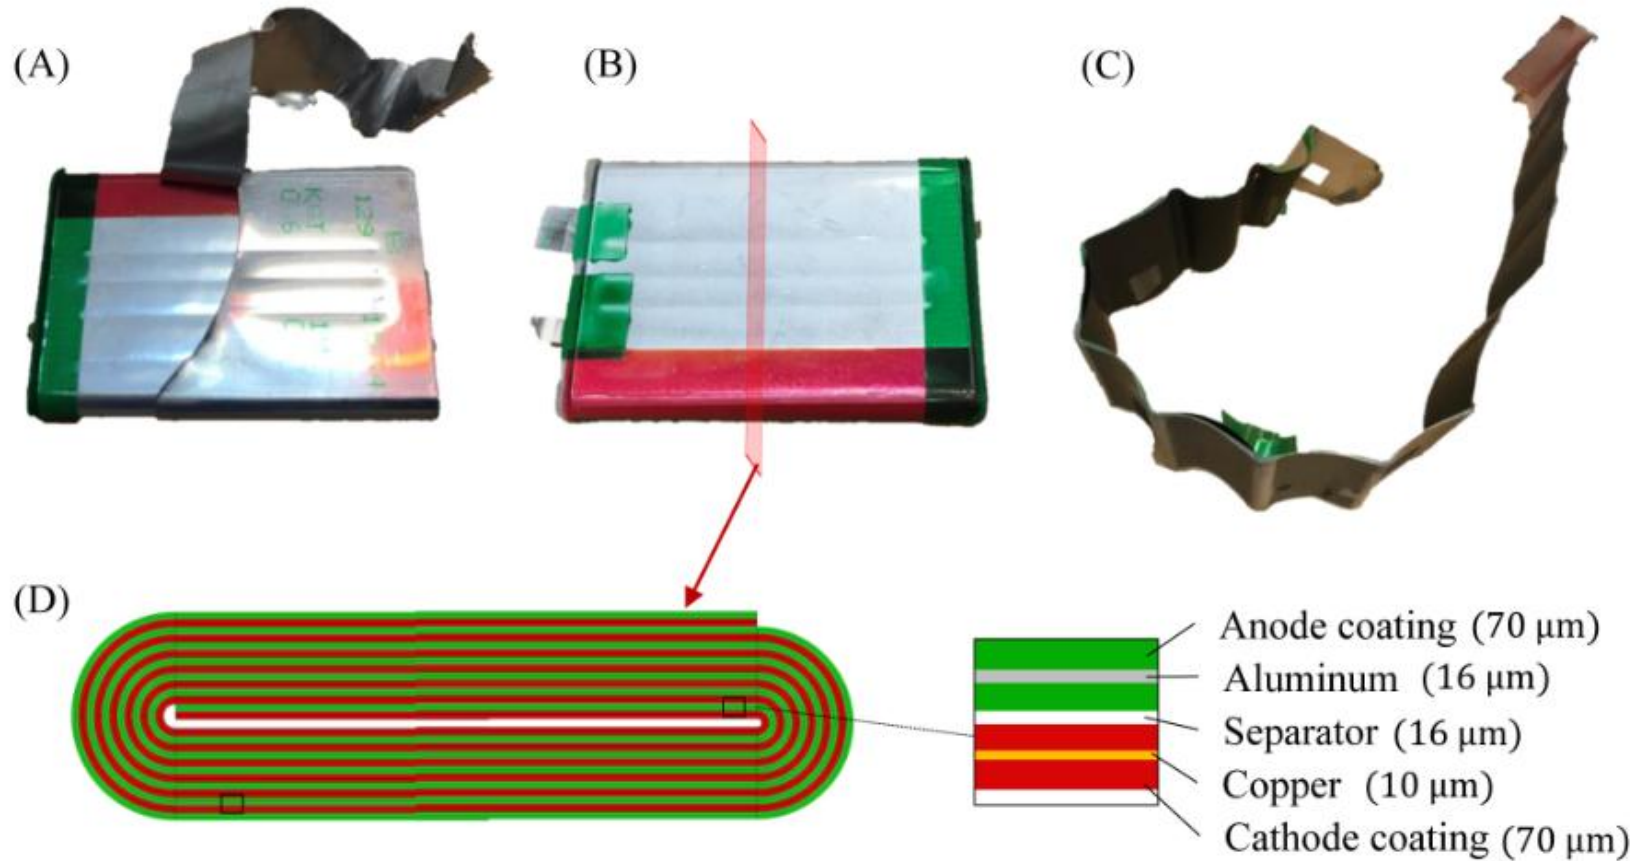 (A)
(B)
(C)
(D)
Anode coating (70 μm)
Aluminum (16 μm)
Separator (16 μm)
Copper (10 μm)
Cathode coating (70 μm)